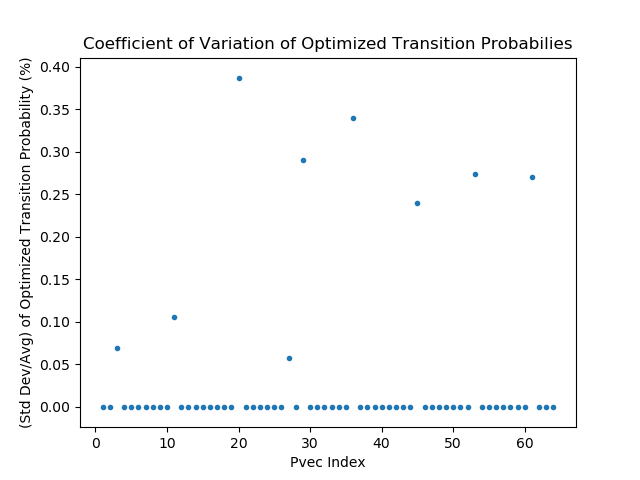 Coefficient of Variation of Optimized Transition Probabilies
(Std Dev/Avg) of Optimized Transition Probability (%)
0.40
0.35
0.30
0.25
0.20
0.15
0.10
0.05
0.00
0 10 20 30 40 50 60
Pvec Index